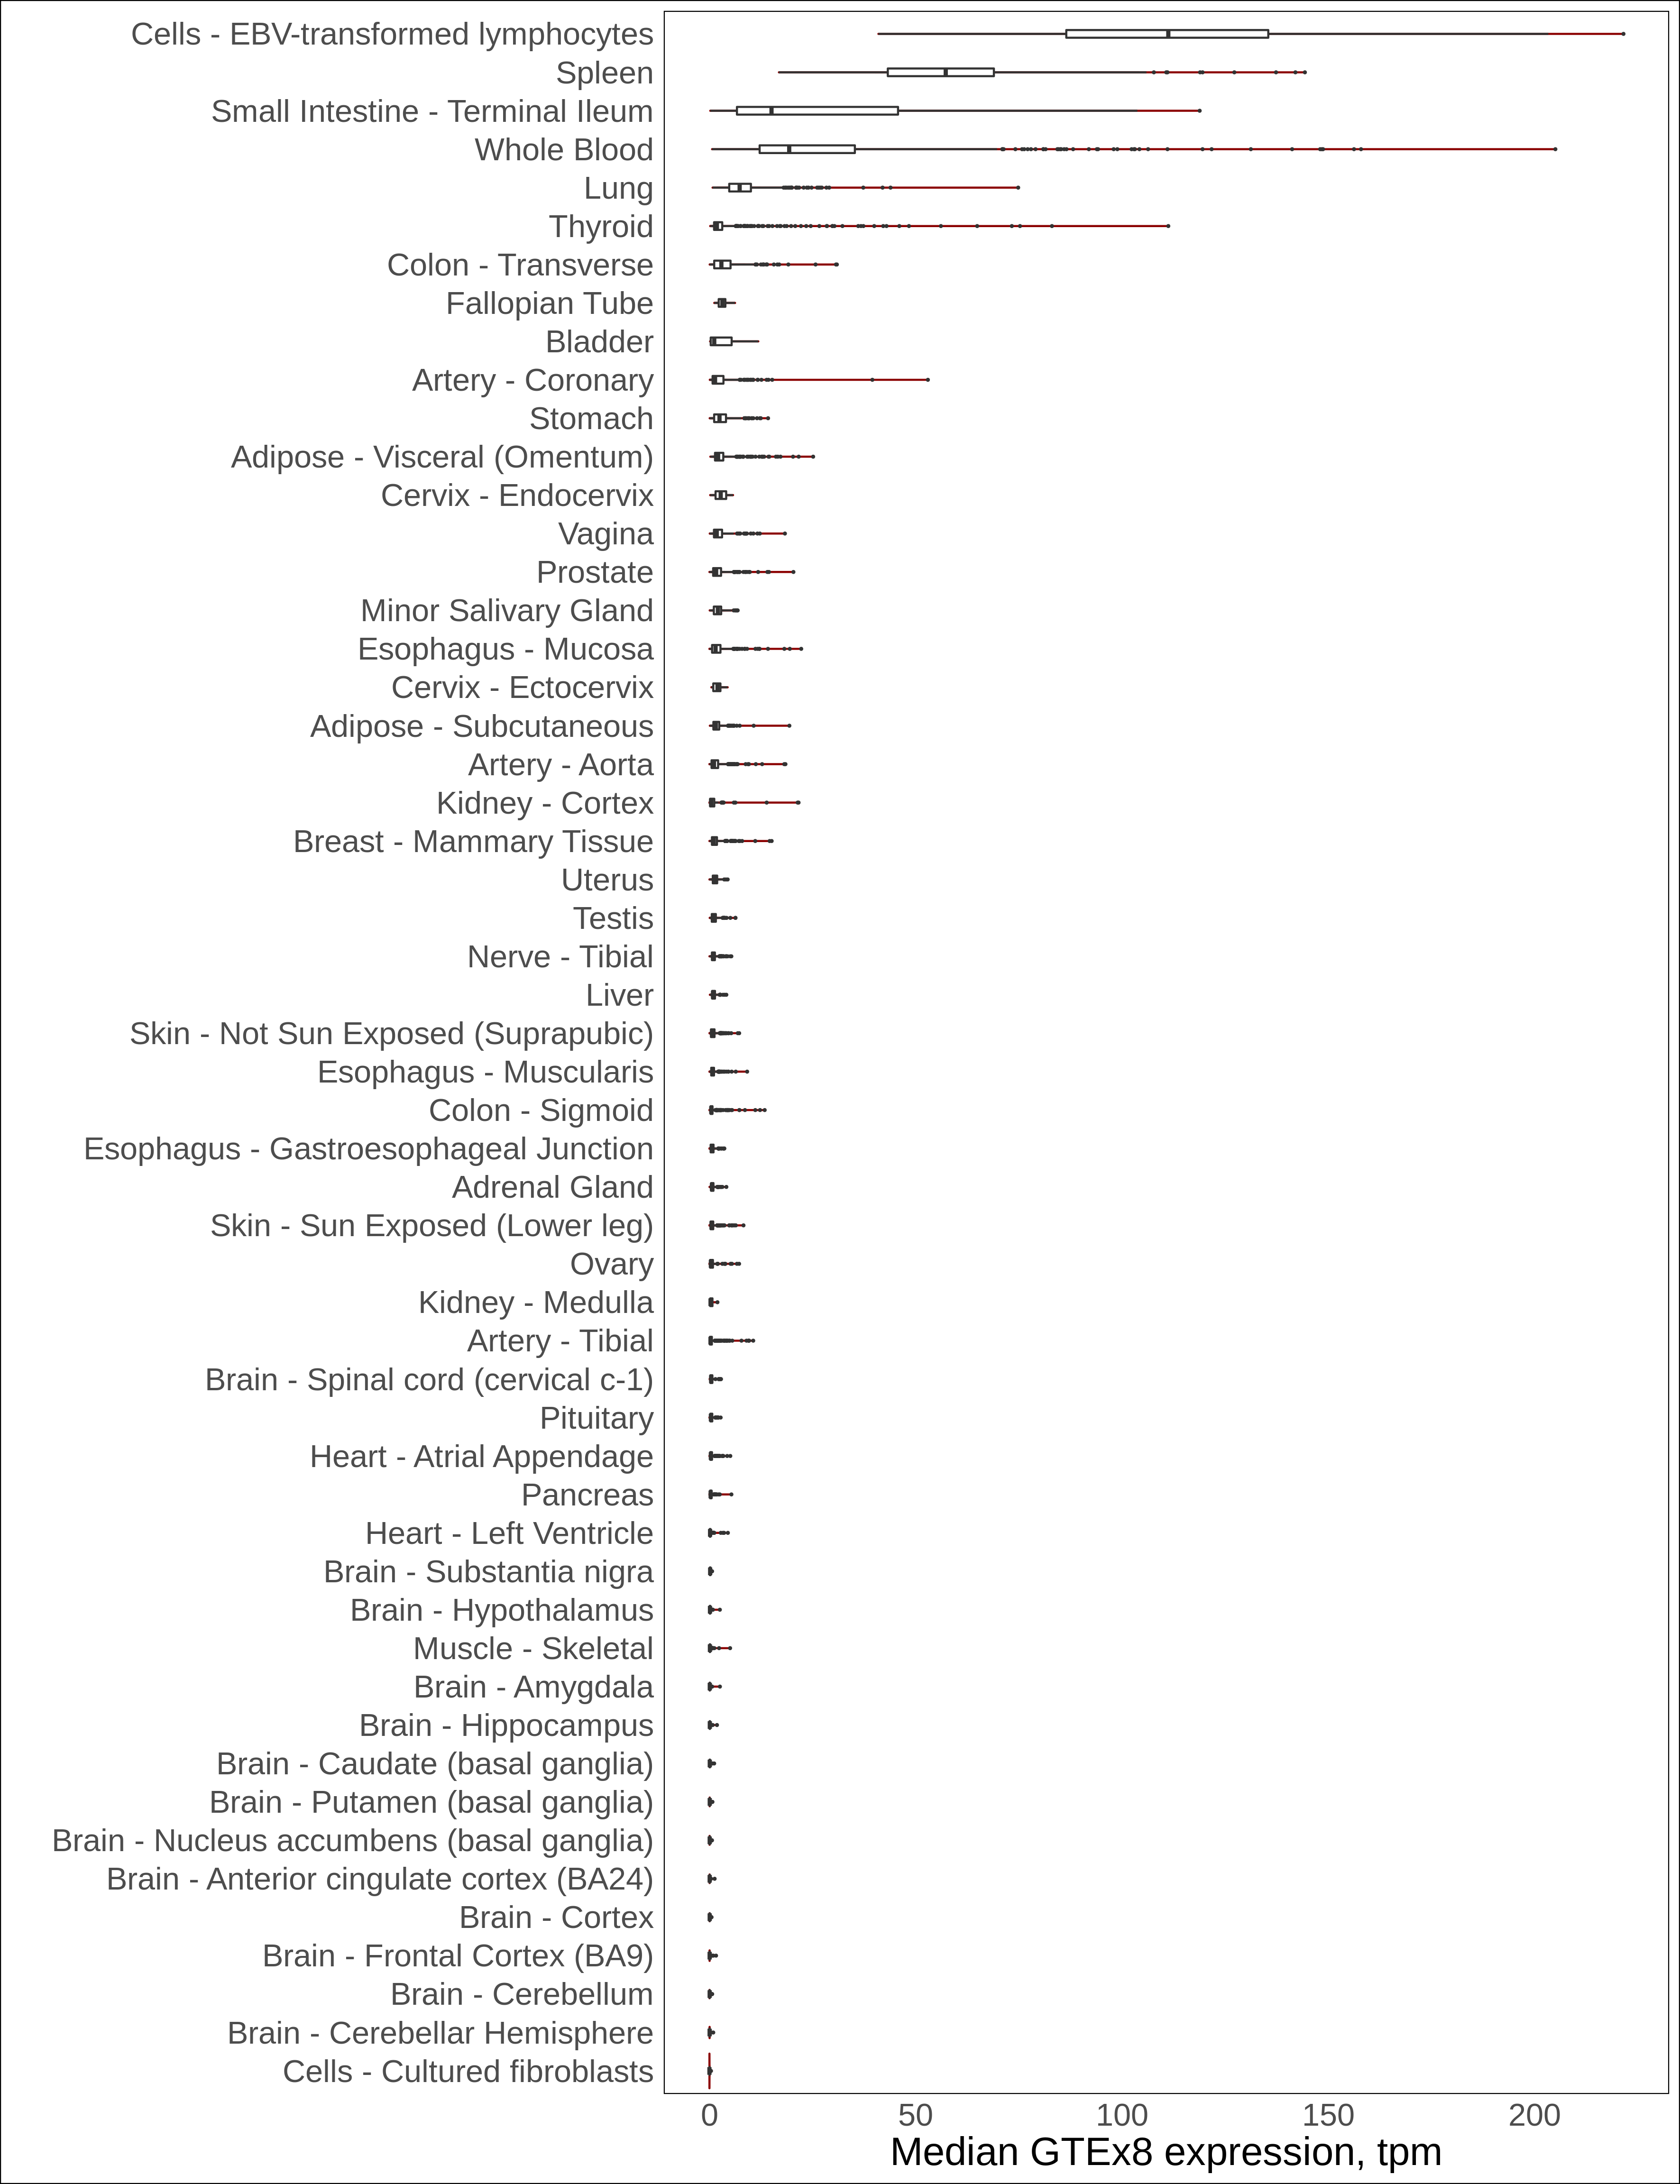 Cells - EBV-transformed lymphocytes
Spleen
Small Intestine - Terminal Ileum
Whole Blood
Lung
Thyroid
Colon - Transverse
Fallopian Tube
Bladder
Artery - Coronary
Stomach
Adipose - Visceral (Omentum)
Cervix - Endocervix
Vagina
Prostate
Minor Salivary Gland
Esophagus - Mucosa
Cervix - Ectocervix
Adipose - Subcutaneous
Artery - Aorta
Kidney - Cortex
Breast - Mammary Tissue
Uterus
Testis
Nerve - Tibial
Liver
Skin - Not Sun Exposed (Suprapubic)
Esophagus - Muscularis
Colon - Sigmoid
Esophagus - Gastroesophageal Junction
Adrenal Gland
Skin - Sun Exposed (Lower leg)
Ovary
Kidney - Medulla
Artery - Tibial
Brain - Spinal cord (cervical c-1)
Pituitary
Heart - Atrial Appendage
Pancreas
Heart - Left Ventricle
Brain - Substantia nigra
Brain - Hypothalamus
Muscle - Skeletal
Brain - Amygdala
Brain - Hippocampus
Brain - Caudate (basal ganglia)
Brain - Putamen (basal ganglia)
Brain - Nucleus accumbens (basal ganglia)
Brain - Anterior cingulate cortex (BA24)
Brain - Cortex
Brain - Frontal Cortex (BA9)
Brain - Cerebellum
Brain - Cerebellar Hemisphere
Cells - Cultured fibroblasts
0 50 100 150 200
Median GTEx8 expression, tpm